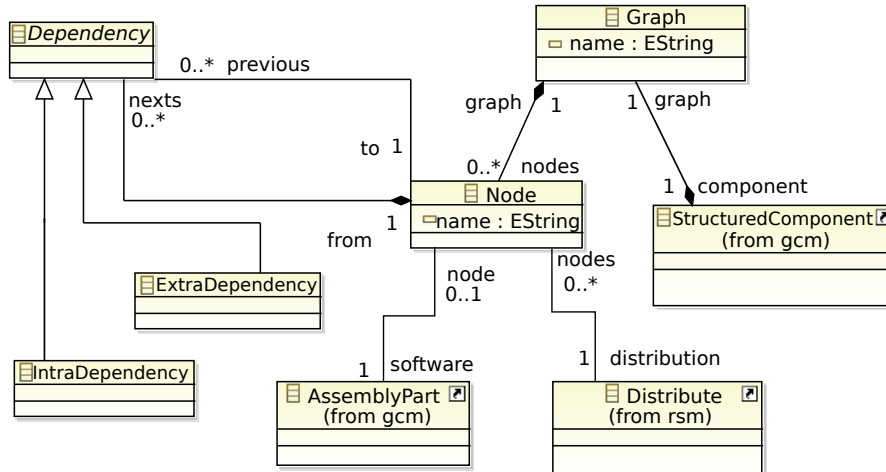 Dependency
Graph
name : EString
0..* previous
nexts
0..*
graph
1
1
graph
to
1
0..* nodes
1
component
Node
name : EString
1
from
StructuredComponent
(from gcm)
node
0..1
nodes
0..*
ExtraDependency
IntraDependency
1
software
1
distribution
AssemblyPart
(from gcm)
Distribute
(from rsm)